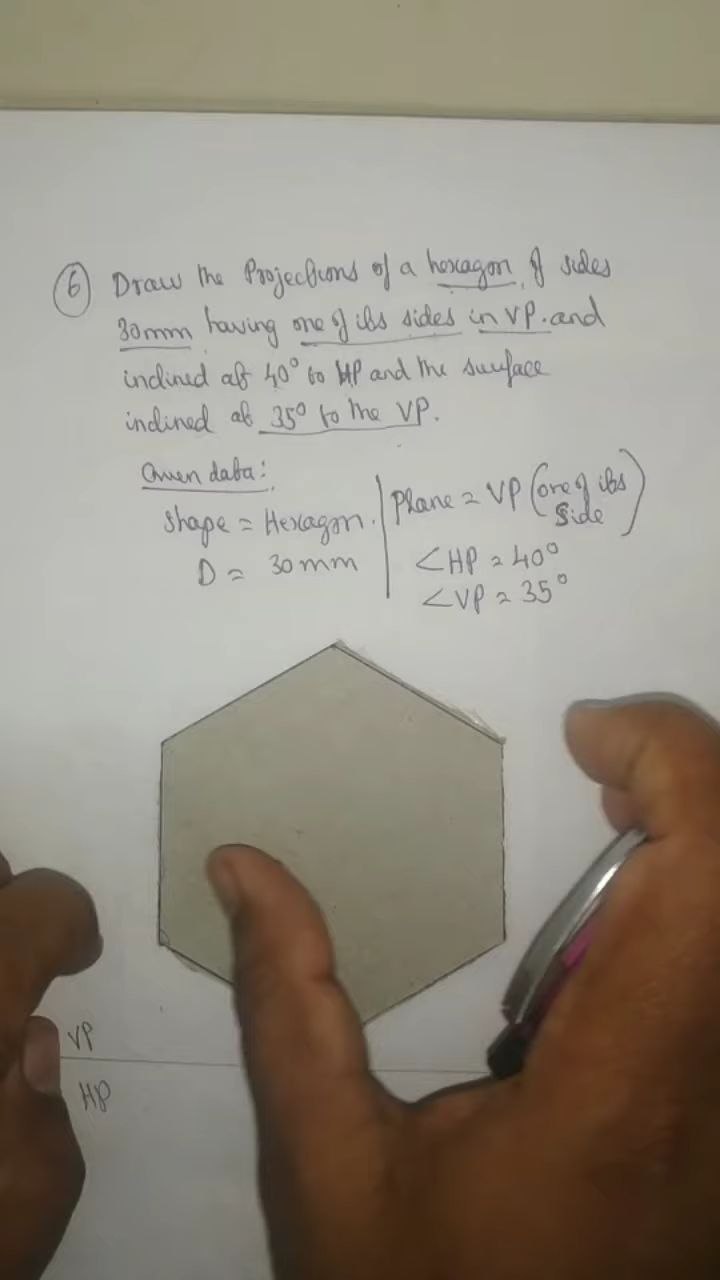 6 Draw the Projections of a hexagon of sides
30mm having one of its sides in VP. and
inclined at 40° to HP and the surface
inclined at 35° to the VP.
Given data:
Shape = Hexagon.
D = 30mm
Plane = VP (one of its
side)
∠HP = 40°
∠VP = 35°
VP
HP